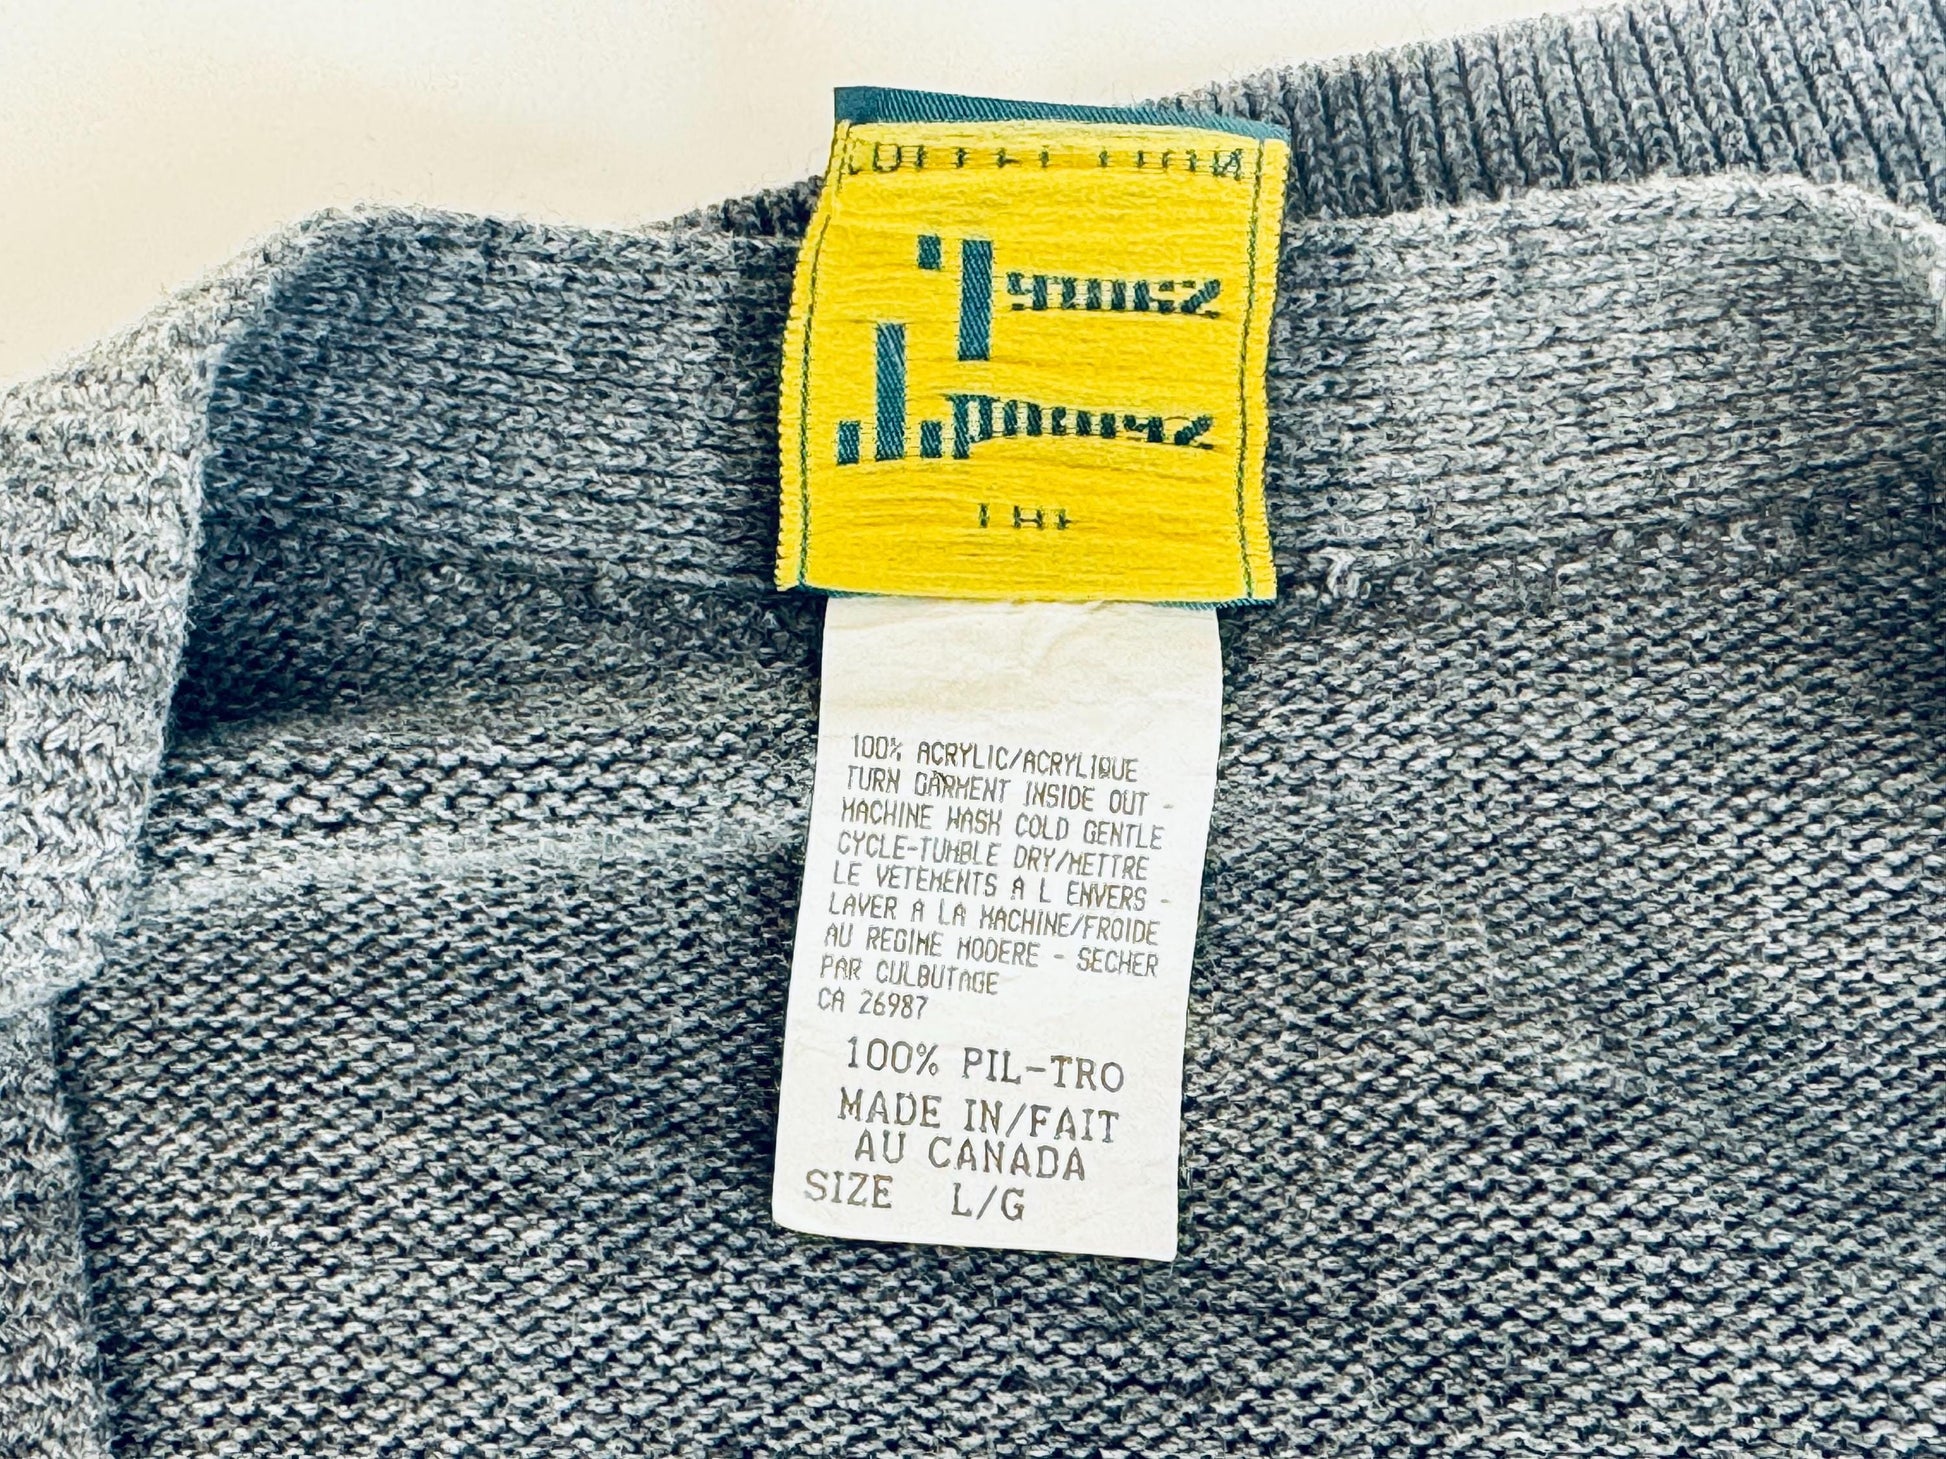 100% ACRYLIC/ACRYLIQUE
TURN GARMENT INSIDE OUT -
MACHINE WASH COLD GENTLE
CYCLE-TUMBLE DRY/METTRE
LE VETEMENTS A L ENVERS -
LAVER A LA MACHINE/FROIDE
AU REGIME MODERE - SECHER
PAR CULBUTAGE
CA 26987
100% PIL-TRO
MADE IN/FAIT
AU CANADA
SIZE L/G